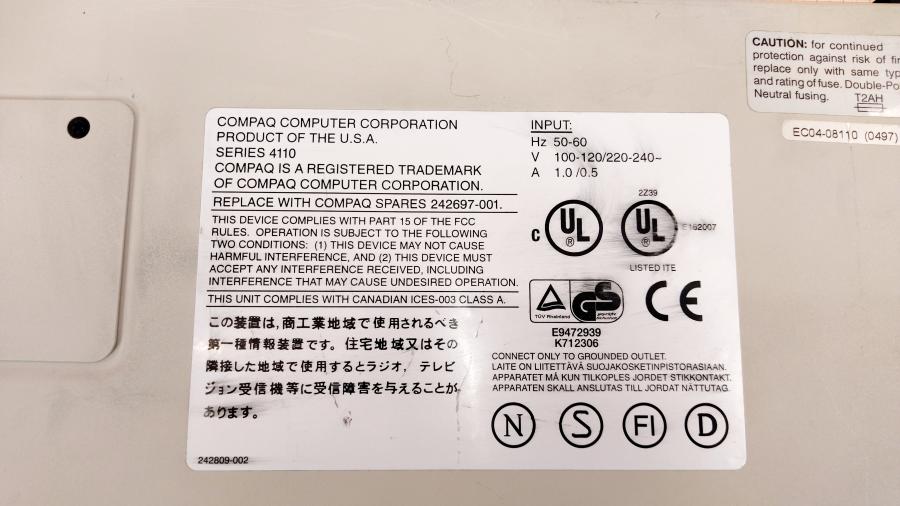 COMPAQ COMPUTER CORPORATION
PRODUCT OF THE U.S.A.
SERIES 4110
COMPAQ IS A REGISTERED TRADEMARK
OF COMPAQ COMPUTER CORPORATION.
REPLACE WITH COMPAQ SPARES 242697-001.
THIS DEVICE COMPLIES WITH PART 15 OF THE FCC
RULES. OPERATION IS SUBJECT TO THE FOLLOWING
TWO CONDITIONS: (1) THIS DEVICE MAY NOT CAUSE
HARMFUL INTERFERENCE, AND (2) THIS DEVICE MUST
ACCEPT ANY INTERFERENCE RECEIVED, INCLUDING
INTERFERENCE THAT MAY CAUSE UNDESIRED OPERATION.
THIS UNIT COMPLIES WITH CANADIAN ICES-003 CLASS A.
この装置は,商工業地域で使用されるべき
第一種情報装置です。住宅地域又はその
隣接した地域で使用するとラジオ, テレビ
ジョン受信機等に受信障害を与えることが
あります。
242809-002
INPUT:
Hz 50-60
V 100-120/220-240~
A 1.0/0.5
2Z39
C UL ®
UL ®
E162007
LISTED ITE
TÜV Rheinland
GS
geprüfte
Sicherheit
CE
E9472939
K712306
CONNECT ONLY TO GROUNDED OUTLET.
LAITE ON LIITETTÄVÄ SUOJAKOSKETINPISTORASIAAN.
APPARATET MÅ KUN TILKOPLES JORDET STIKKONTAKT.
APPARATEN SKALL ANSLUTAS TILL JORDAT NÄTTUTAG.
N S FI D
CAUTION: for continued
protection against risk of
replace only with same
and rating of fuse.
Neutral fusing. T2AH
EC04-08110 (0497)